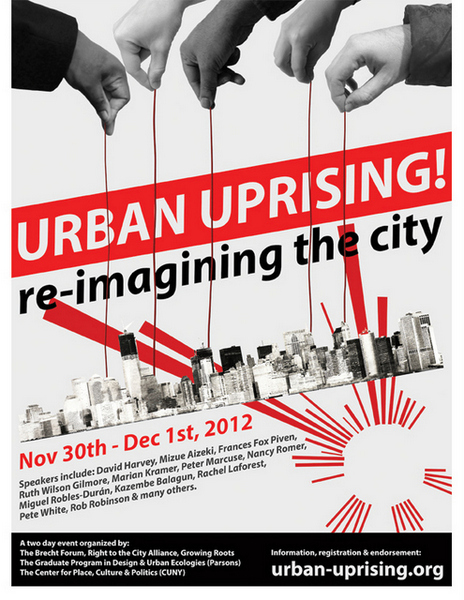 URBAN UPRISING!
re-imagining the city
Nov 30th - Dec 1st, 2012
Speakers include: David Harvey, Mizue Aizeki, Frances Fox Piven,
Ruth Wilson Gilmore, Marian Kramer, Peter Marcuse, Nancy Romer,
Miguel Robles-Durán, Kazembe Balagun, Rachel Laforest,
Pete White, Rob Robinson & many others.
A two day event organized by:
The Brecht Forum, Right to the City Alliance, Growing Roots
The Graduate Program in Design & Urban Ecologies (Parsons)
The Center for Place, Culture & Politics (CUNY)
Information, registration & endorsement:
urban-uprising.org